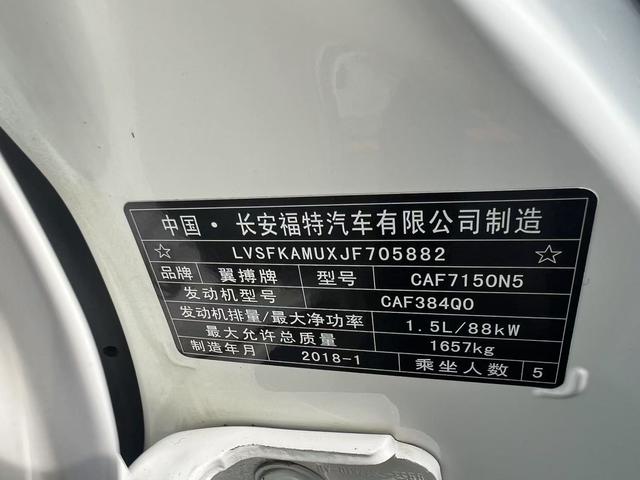 中国·长安福特汽车有限公司制造
☆ LVSFKAMUXJF705882 ☆
品牌 翼搏牌 型号 CAF7150N5
发动机型号 CAF384Q0
发动机排量/最大净功率 1.5L/88kW
最大允许总质量 1657kg
制造年月 2018-1 乘坐人数 5